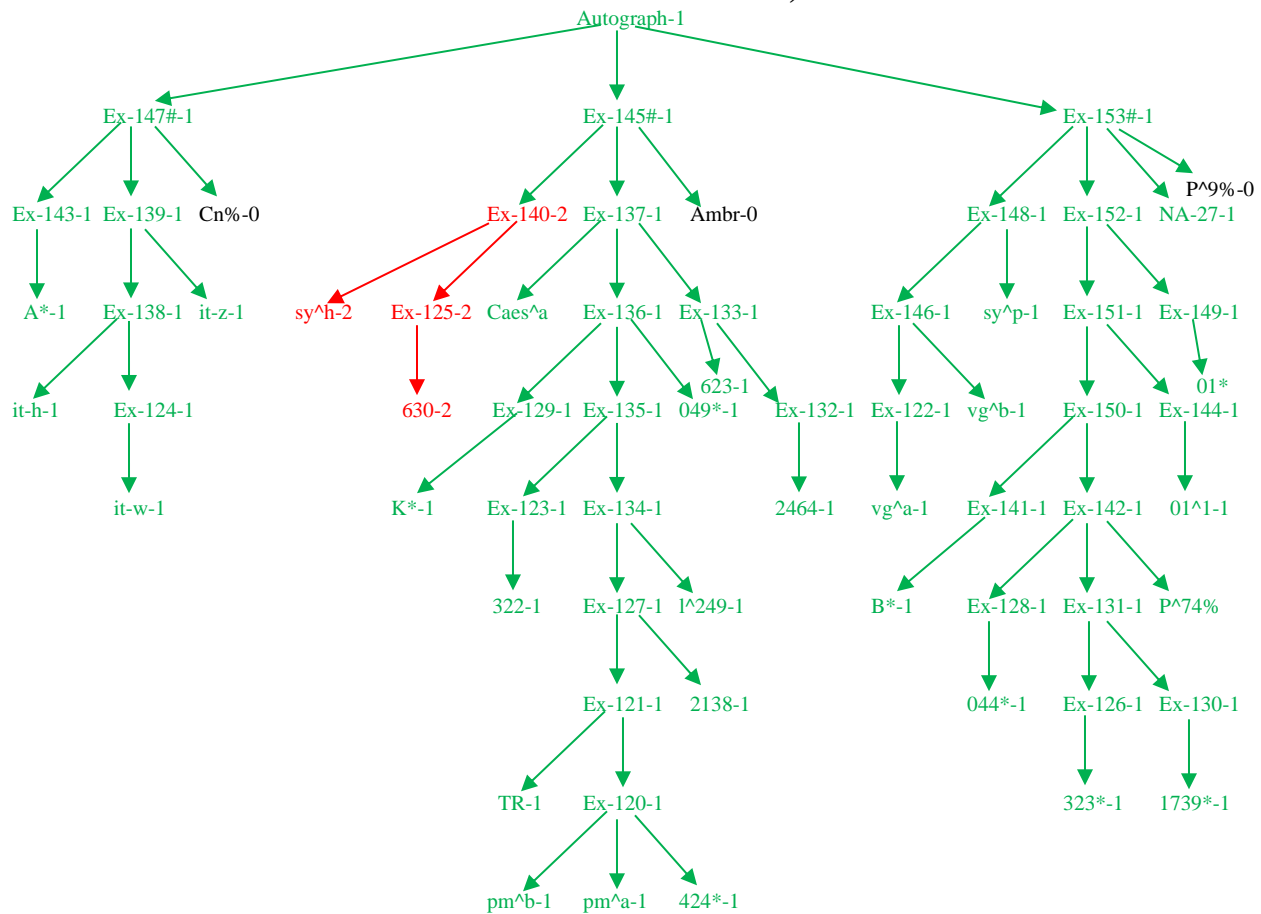 Autograph-1
Ex-147#-1 Ex-145#-1 Ex-153#-1
P^9%-0
Ex-143-1 Ex-139-1 Cn%-0 Ex-140-2 Ex-137-1 Ambr-0 Ex-148-1 Ex-152-1 NA-27-1
A*-1 Ex-138-1 it-z-1 sy^h-2 Ex-125-2 Caes^a Ex-136-1 Ex-133-1 Ex-146-1 sy^p-1 Ex-151-1 Ex-149-1
623-1 01*
it-h-1 Ex-124-1 630-2 Ex-129-1 Ex-135-1 049*-1 Ex-132-1 Ex-122-1 vg^b-1 Ex-150-1 Ex-144-1
it-w-1 K*-1 Ex-123-1 Ex-134-1 2464-1 vg^a-1 Ex-141-1 Ex-142-1 01^1-1
322-1 Ex-127-1 l^249-1 B*-1 Ex-128-1 Ex-131-1 P^74%
Ex-121-1 2138-1 044*-1 Ex-126-1 Ex-130-1
TR-1 Ex-120-1 323*-1 1739*-1
pm^b-1 pm^a-1 424*-1